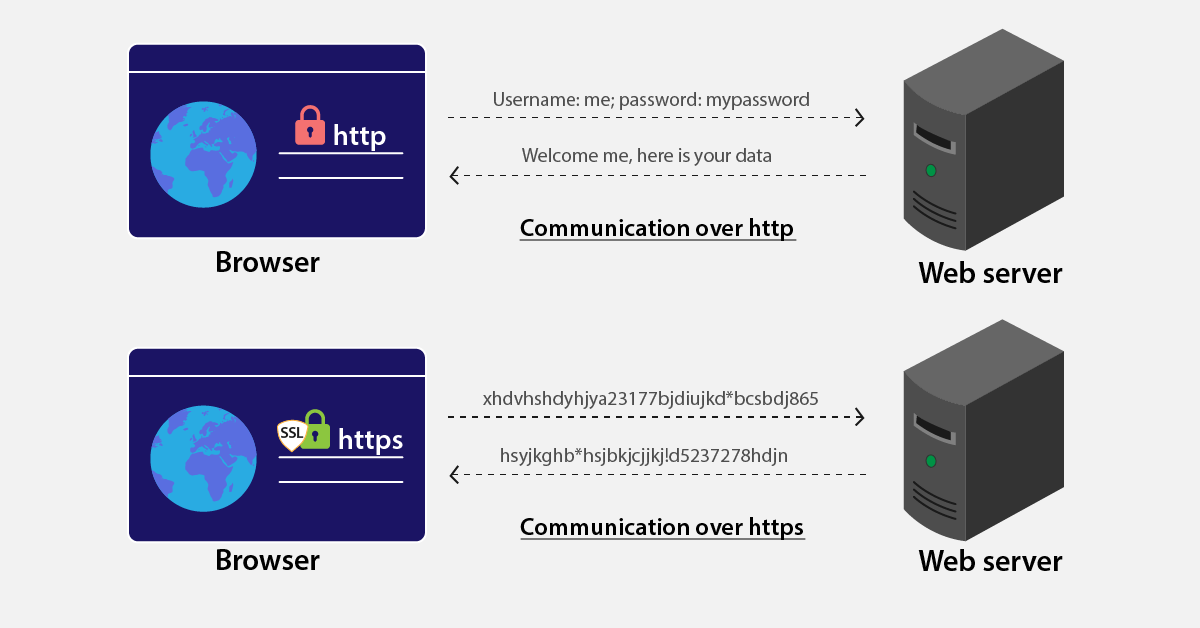 http
Username: me; password: mypassword
Welcome me, here is your data
Communication over http
Browser
Web server
SSL
https
xhdvhshdyhjya23177bjdiujkd*bcsbdj865
hsyjkghb*hsjbkjcjjkj!d5237278hdjn
Communication over https
Browser
Web server